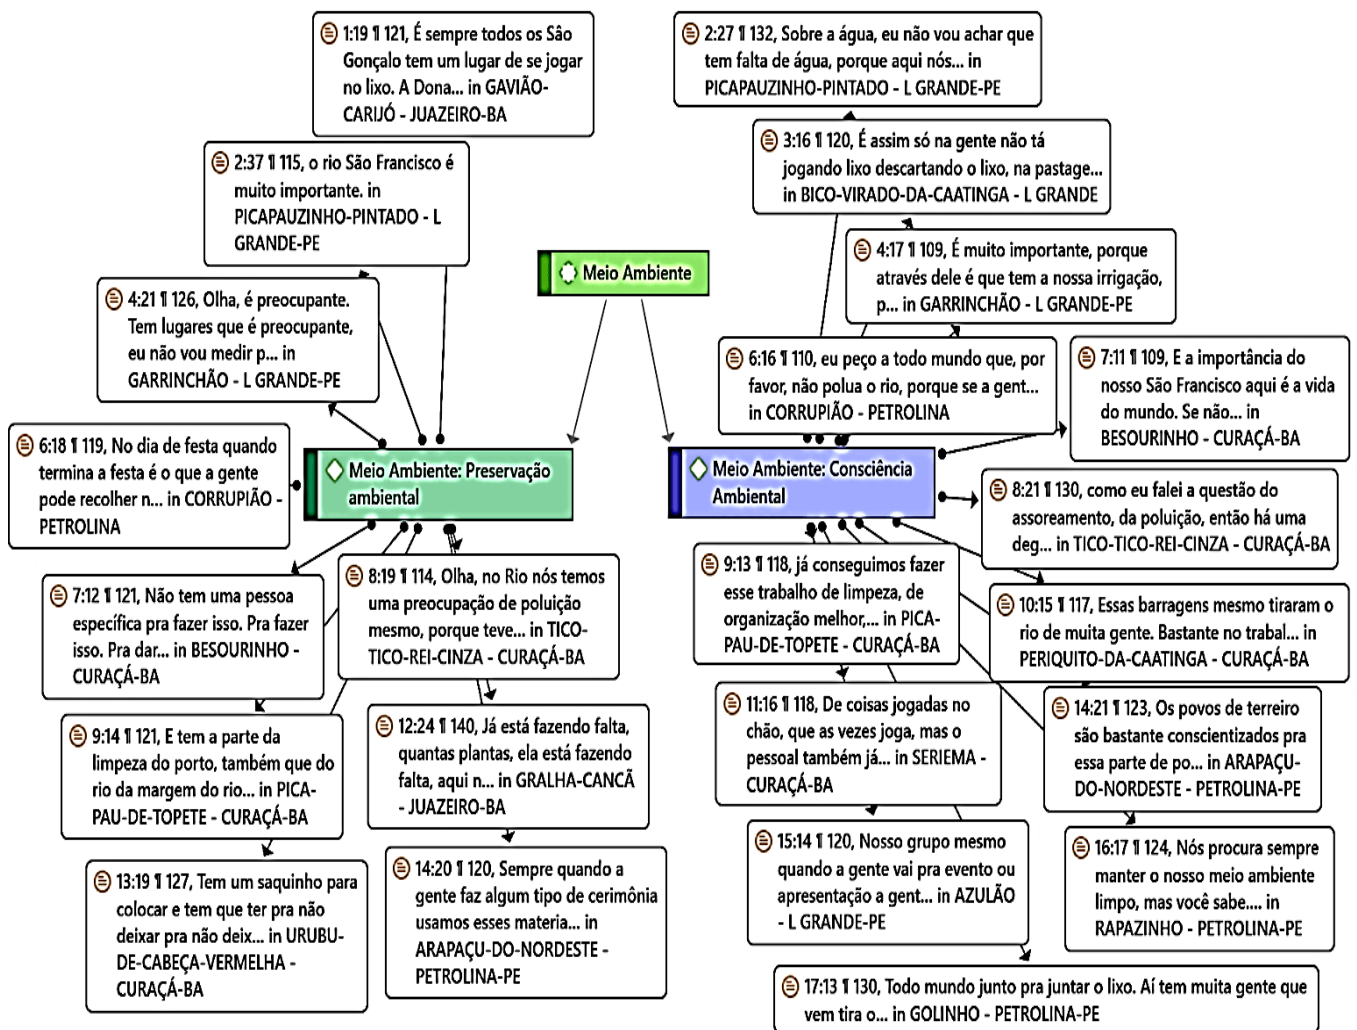 1:19 ¶ 121, É sempre todos os São
Gonçalo tem um lugar de se jogar
no lixo. A Dona... in GAVIÃO-
CARIJÓ - JUAZEIRO-BA
2:27 ¶ 132, Sobre a água, eu não vou achar que
tem falta de água, porque aqui nós... in
PICAPAUZINHO-PINTADO - L GRANDE-PE
3:16 ¶ 120, É assim só na gente não tá
jogando lixo descartando o lixo, na pastage...
in BICO-VIRADO-DA-CAATINGA - L GRANDE
2:37 ¶ 115, o rio São Francisco é
muito importante. in
PICAPAUZINHO-PINTADO - L
GRANDE-PE
4:17 ¶ 109, É muito importante, porque
através dele é que tem a nossa irrigação,
p... in GARRINCHÃO - L GRANDE-PE
Meio Ambiente
4:21 ¶ 126, Olha, é preocupante.
Tem lugares que é preocupante,
eu não vou medir p... in
GARRINCHÃO - L GRANDE-PE
6:16 ¶ 110, eu peço a todo mundo que, por
favor, não polua o rio, porque se a gent...
in CORRUPIÃO - PETROLINA
7:11 ¶ 109, E a importância do
nosso São Francisco aqui é a vida
do mundo. Se não... in
BESOURINHO - CURAÇÁ-BA
6:18 ¶ 119, No dia de festa quando
termina a festa é o que a gente
pode recolher n... in CORRUPIÃO -
PETROLINA
Meio Ambiente: Preservação
ambiental
Meio Ambiente: Consciência
Ambiental
8:21 ¶ 130, como eu falei a questão do
assoreamento, da poluição, então há uma
deg... in TICO-TICO-REI-CINZA - CURAÇÁ-BA
7:12 ¶ 121, Não tem uma pessoa
específica pra fazer isso. Pra fazer
isso. Pra dar... in BESOURINHO -
CURAÇÁ-BA
8:19 ¶ 114, Olha, no Rio nós temos
uma preocupação de poluição
mesmo, porque teve... in TICO-
TICO-REI-CINZA - CURAÇÁ-BA
9:13 ¶ 118, já conseguimos fazer
esse trabalho de limpeza, de
organização melhor,... in PICA-
PAU-DE-TOPETE - CURAÇÁ-BA
10:15 ¶ 117, Essas barragens mesmo tiraram o
rio de muita gente. Bastante no trabal... in
PERIQUITO-DA-CAATINGA - CURAÇÁ-BA
9:14 ¶ 121, E tem a parte da
limpeza do porto, também que do
rio da margem do rio... in PICA-
PAU-DE-TOPETE - CURAÇÁ-BA
12:24 ¶ 140, Já está fazendo falta,
quantas plantas, ela está fazendo
falta, aqui n... in GRALHA-CANCÃ
- JUAZEIRO-BA
11:16 ¶ 118, De coisas jogadas no
chão, que as vezes joga, mas o
pessoal também já... in SERIEMA -
CURAÇÁ-BA
14:21 ¶ 123, Os povos de terreiro
são bastante conscientizados pra
essa parte de po... in ARAPAÇU-
DO-NORDESTE - PETROLINA-PE
13:19 ¶ 127, Tem um saquinho para
colocar e tem que ter pra não
deixar pra não deix... in URUBU-
DE-CABEÇA-VERMELHA -
CURAÇÁ-BA
14:20 ¶ 120, Sempre quando a
gente faz algum tipo de cerimônia
usamos esses materia... in
ARAPAÇU-DO-NORDESTE -
PETROLINA-PE
15:14 ¶ 120, Nosso grupo mesmo
quando a gente vai pra evento ou
apresentação a gent... in AZULÃO
- L GRANDE-PE
16:17 ¶ 124, Nós procura sempre
manter o nosso meio ambiente
limpo, mas você sabe.... in
RAPAZINHO - PETROLINA-PE
17:13 ¶ 130, Todo mundo junto pra juntar o lixo. Aí tem muita gente que
vem tira o... in GOLINHO - PETROLINA-PE